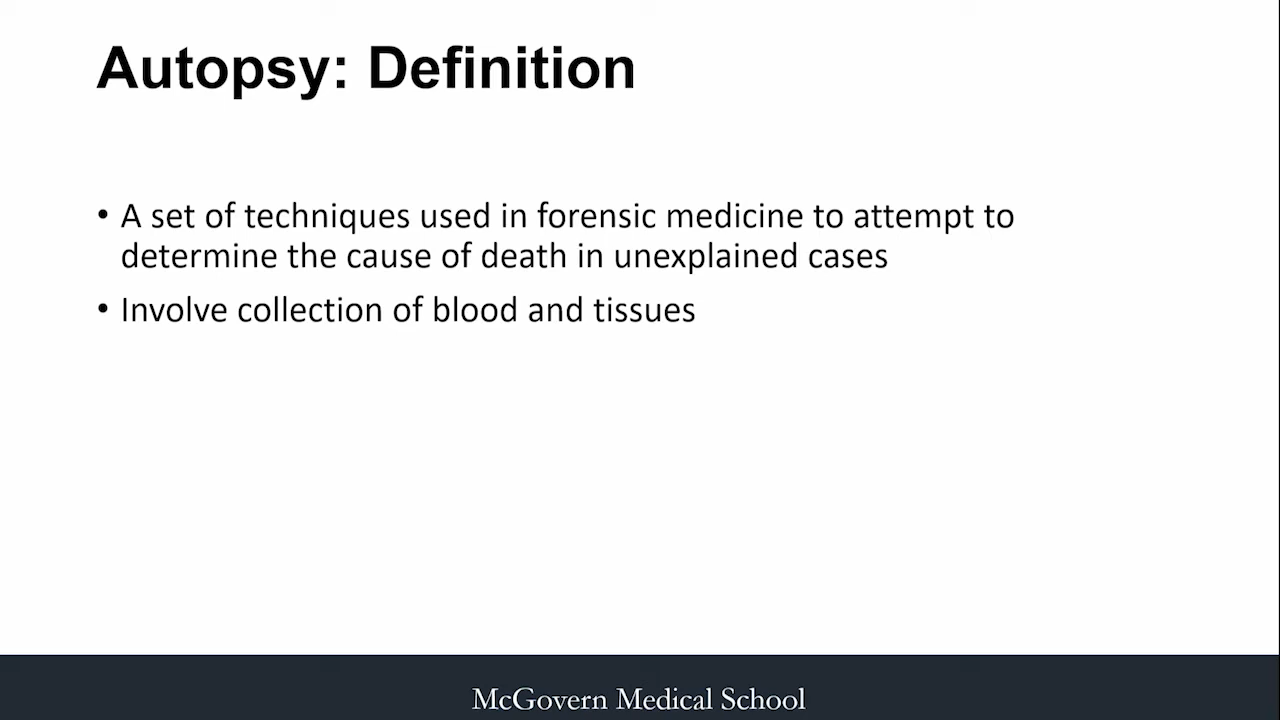 Autopsy: Definition
• A set of techniques used in forensic medicine to attempt to
determine the cause of death in unexplained cases
• Involve collection of blood and tissues
McGovern Medical School